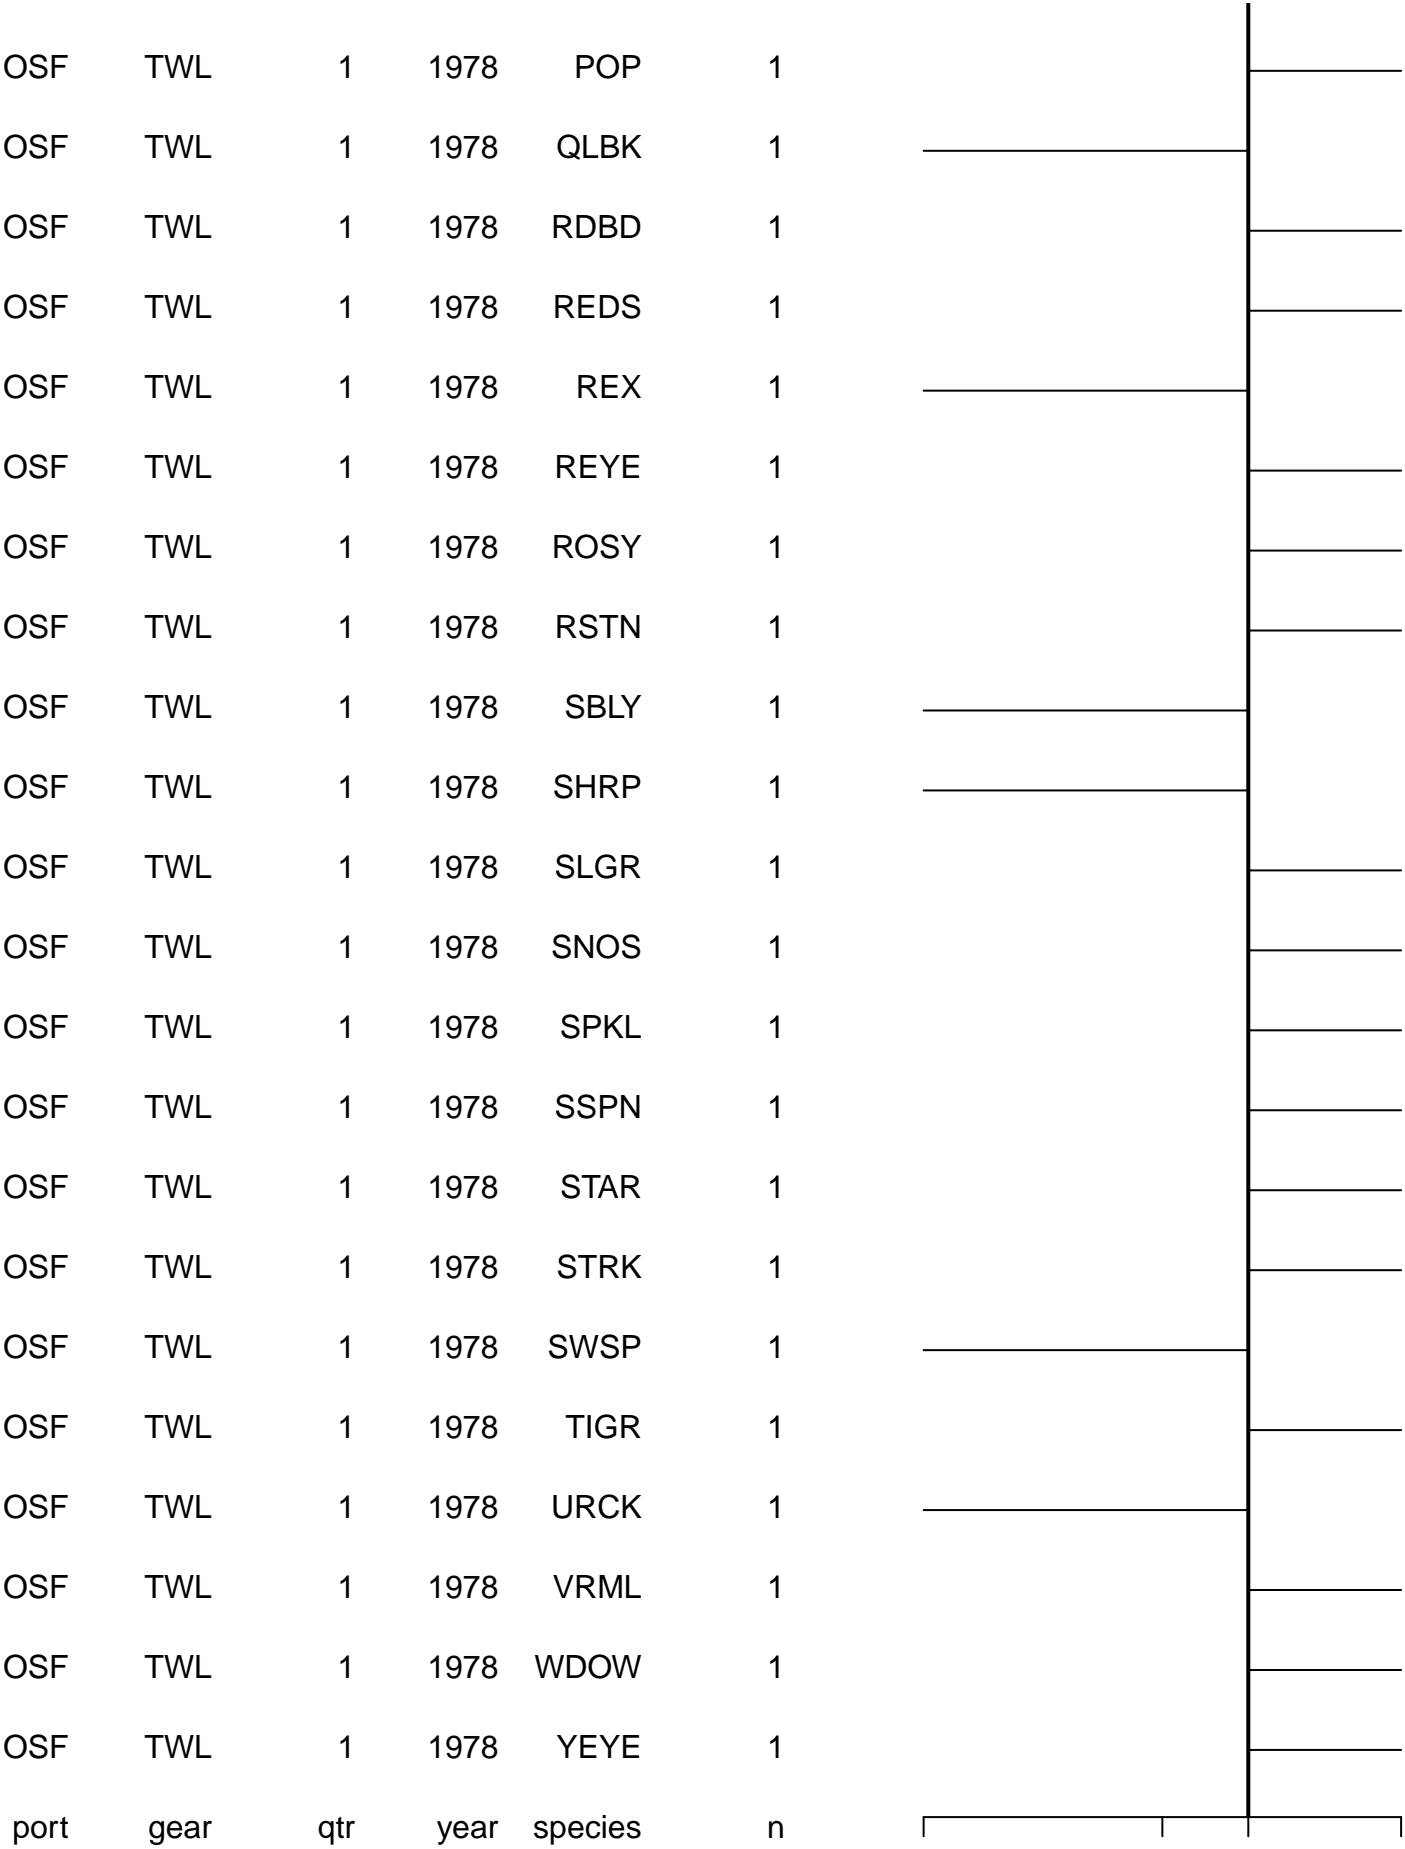 OSF TWL 1 1978 POP 1
OSF TWL 1 1978 QLBK 1
OSF TWL 1 1978 RDBD 1
OSF TWL 1 1978 REDS 1
OSF TWL 1 1978 REX 1
OSF TWL 1 1978 REYE 1
OSF TWL 1 1978 ROSY 1
OSF TWL 1 1978 RSTN 1
OSF TWL 1 1978 SBLY 1
OSF TWL 1 1978 SHRP 1
OSF TWL 1 1978 SLGR 1
OSF TWL 1 1978 SNOS 1
OSF TWL 1 1978 SPKL 1
OSF TWL 1 1978 SSPN 1
OSF TWL 1 1978 STAR 1
OSF TWL 1 1978 STRK 1
OSF TWL 1 1978 SWSP 1
OSF TWL 1 1978 TIGR 1
OSF TWL 1 1978 URCK 1
OSF TWL 1 1978 VRML 1
OSF TWL 1 1978 WDOW 1
OSF TWL 1 1978 YEYE 1
port gear qtr year species n